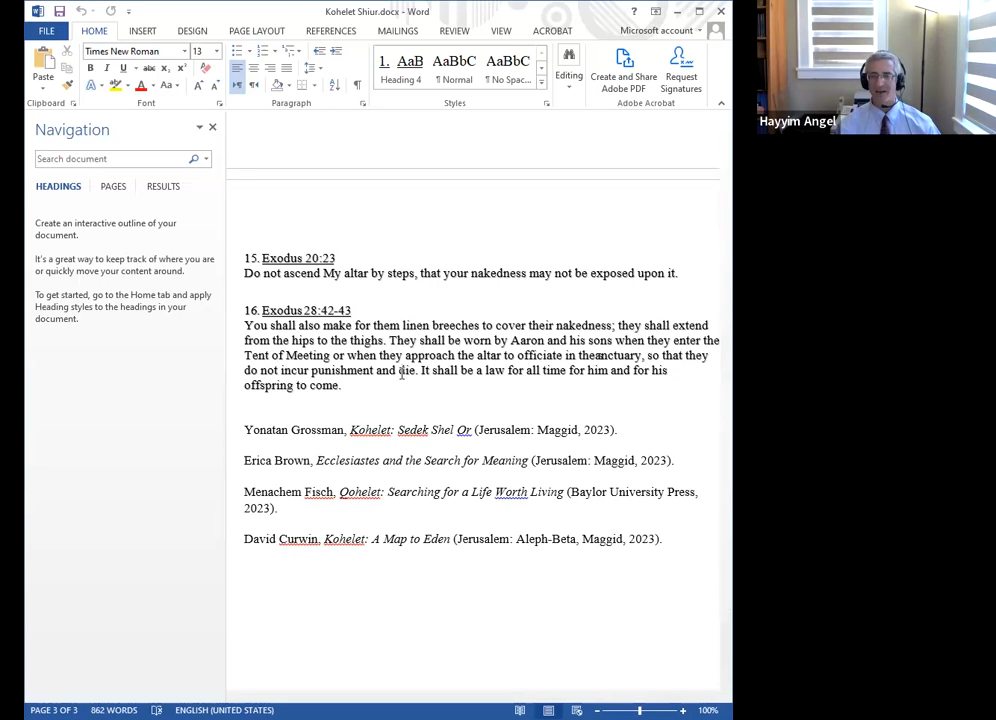 Kohelet Shiur.docx - Word
FILE HOME INSERT DESIGN PAGE LAYOUT REFERENCES MAILINGS REVIEW VIEW ACROBAT Microsoft account
Times New Roman 13
1. AaB AaBbC AaBbC
Paste
Heading 4 ¶ Normal ¶ No Spac...
Editing
Create and Share Adobe PDF
Request Signatures
Clipboard Font Paragraph Styles Adobe Acrobat
Hayyim Angel
Navigation
Search document
HEADINGS PAGES RESULTS
Create an interactive outline of your
document.
It's a great way to keep track of where you are
or quickly move your content around.
To get started, go to the Home tab and apply
Heading styles to the headings in your
document.
15. Exodus 20:23
Do not ascend My altar by steps, that your nakedness may not be exposed upon it.
16. Exodus 28:42-43
You shall also make for them linen breeches to cover their nakedness; they shall extend
from the hips to the thighs. They shall be worn by Aaron and his sons when they enter the
Tent of Meeting or when they approach the altar to officiate in theanctuary, so that they
do not incur punishment and die. It shall be a law for all time for him and for his
offspring to come.
Yonatan Grossman, Kohelet: Sedek Shel Or (Jerusalem: Maggid, 2023).
Erica Brown, Ecclesiastes and the Search for Meaning (Jerusalem: Maggid, 2023).
Menachem Fisch, Qohelet: Searching for a Life Worth Living (Baylor University Press,
2023).
David Curwin, Kohelet: A Map to Eden (Jerusalem: Aleph-Beta, Maggid, 2023).
PAGE 3 OF 3 862 WORDS ENGLISH (UNITED STATES) 100%